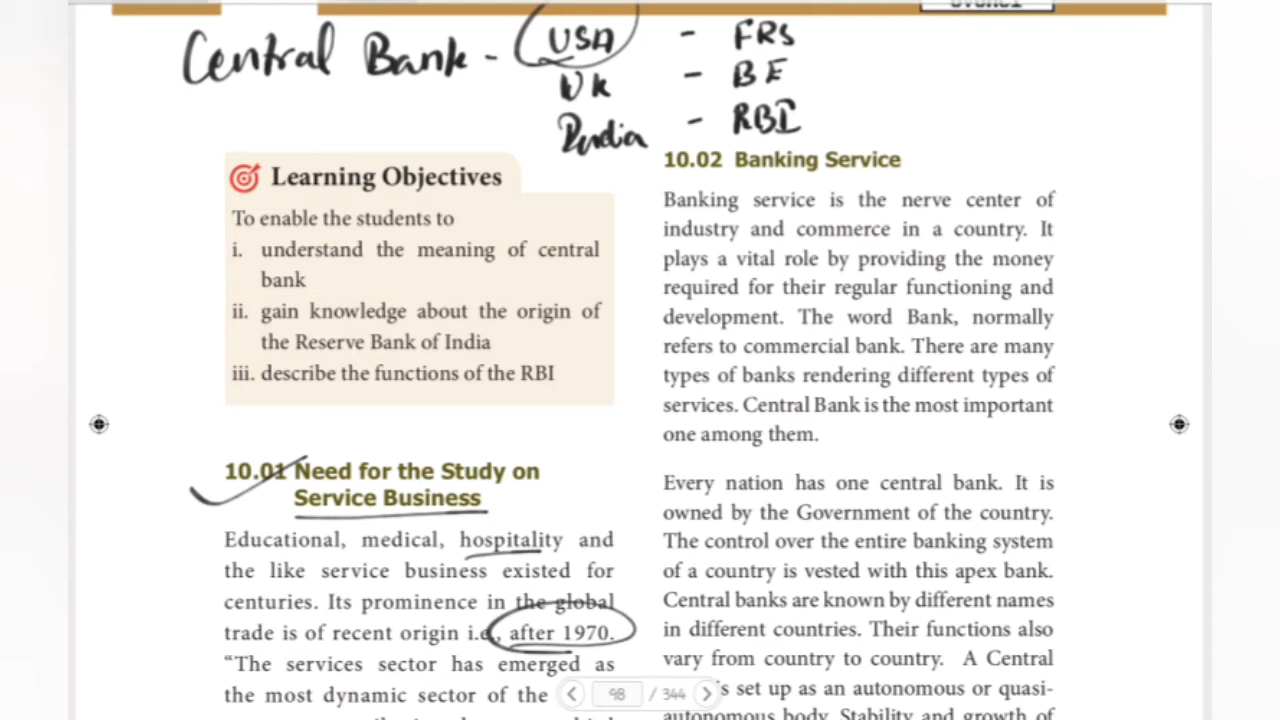 Central Bank - USA - FRS
UK - BE
India - RBI
Learning Objectives
To enable the students to
i. understand the meaning of central
bank
ii. gain knowledge about the origin of
the Reserve Bank of India
iii. describe the functions of the RBI
10.01 Need for the Study on
Service Business
Educational, medical, hospitality and
the like service business existed for
centuries. Its prominence in the global
trade is of recent origin i.e., after 1970.
“The services sector has emerged as
the most dynamic sector of the
10.02 Banking Service
Banking service is the nerve center of
industry and commerce in a country. It
plays a vital role by providing the money
required for their regular functioning and
development. The word Bank, normally
refers to commercial bank. There are many
types of banks rendering different types of
services. Central Bank is the most important
one among them.
Every nation has one central bank. It is
owned by the Government of the country.
The control over the entire banking system
of a country is vested with this apex bank.
Central banks are known by different names
in different countries. Their functions also
vary from country to country. A Central
is set up as an autonomous or quasi-
autonomous body. Stability and growth of
98 / 344